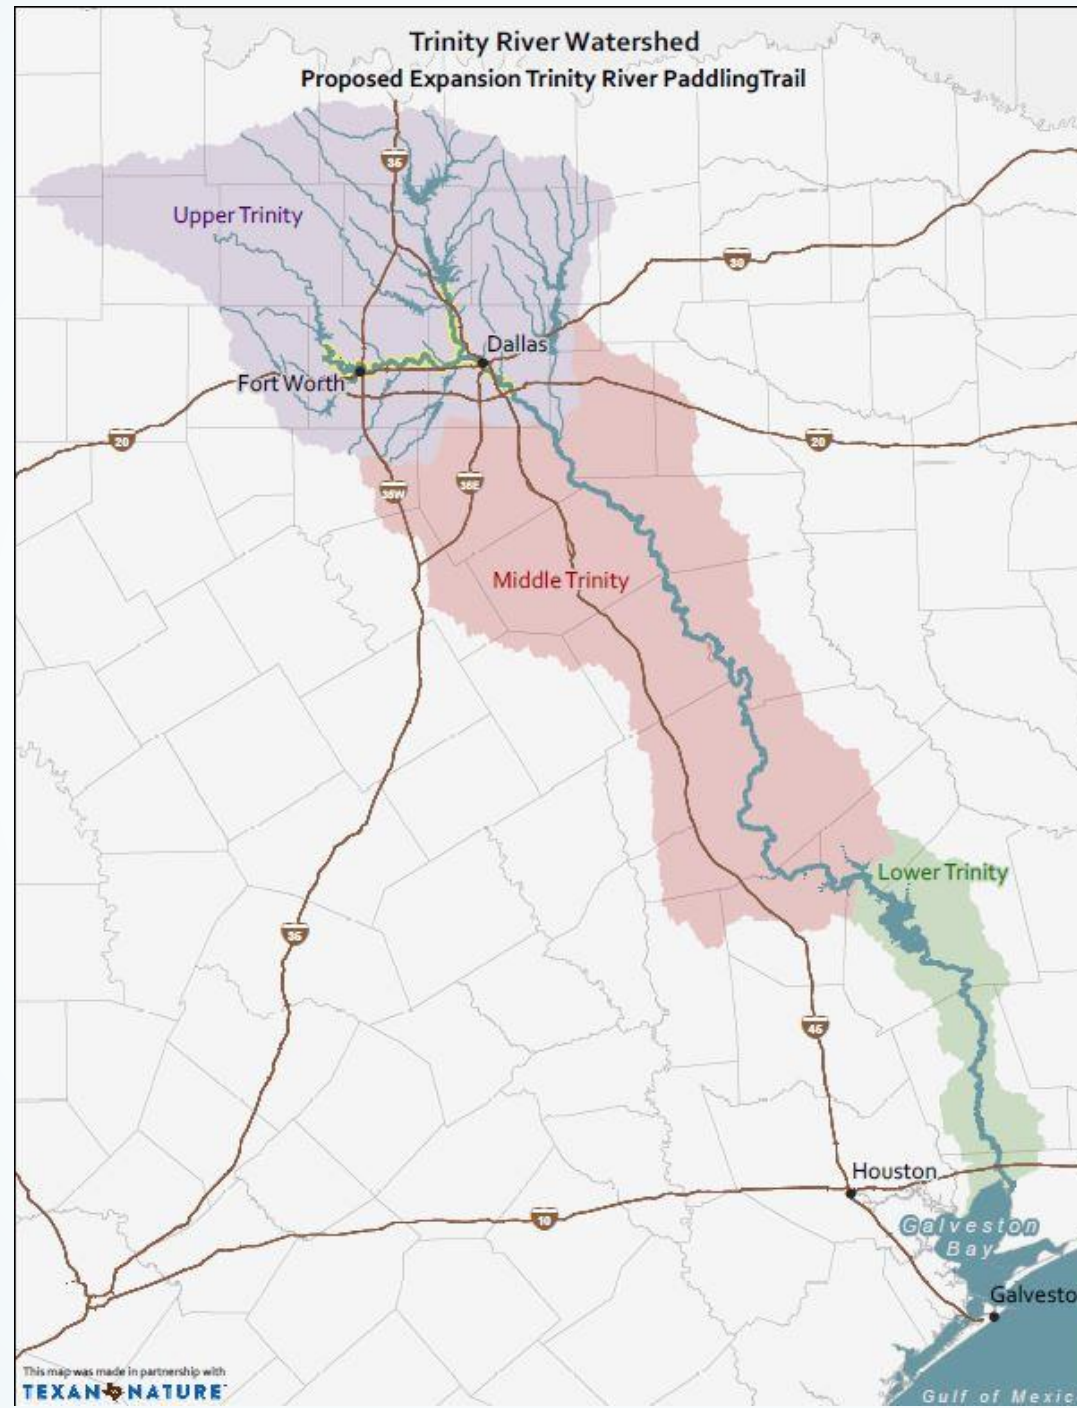 Trinity River Watershed
Proposed Expansion Trinity River PaddlingTrail
35
Upper Trinity
30
Dallas
Fort Worth
20
20
35W
35E
Middle Trinity
Lower Trinity
35
45
Houston
10
Galveston
Bay
Galvesto
This map was made in partnership with
TEXAN NATURE
Gulf of Mexic